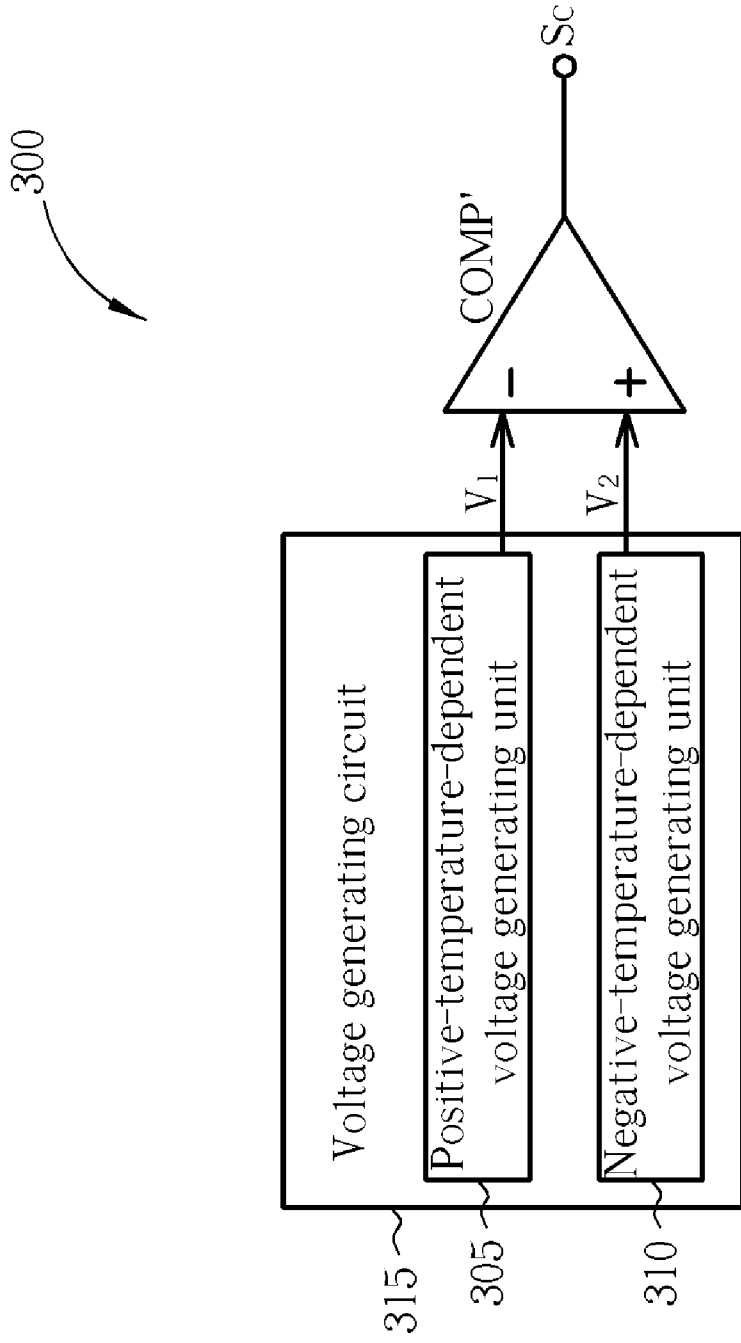 300
Voltage generating circuit
Positive-temperature-dependent
voltage generating unit
Negative-temperature-dependent
voltage generating unit
V1
V2
COMP'
-
+
Sc
315
305
310